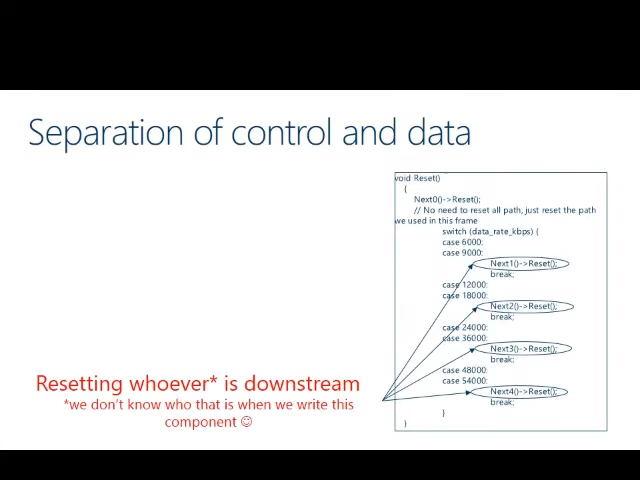 Separation of control and data
void Reset()
{
Next0()->Reset();
// No need to reset all path, just reset the path
we used in this frame
switch (data_rate_kbps) {
case 6000:
case 9000:
Next1()->Reset();
break;
case 12000:
case 18000:
Next2()->Reset();
break;
case 24000:
case 36000:
Next3()->Reset();
break;
case 48000:
case 54000:
Next4()->Reset();
break;
}
}
Resetting whoever* is downstream
*we don't know who that is when we write this
component ☺